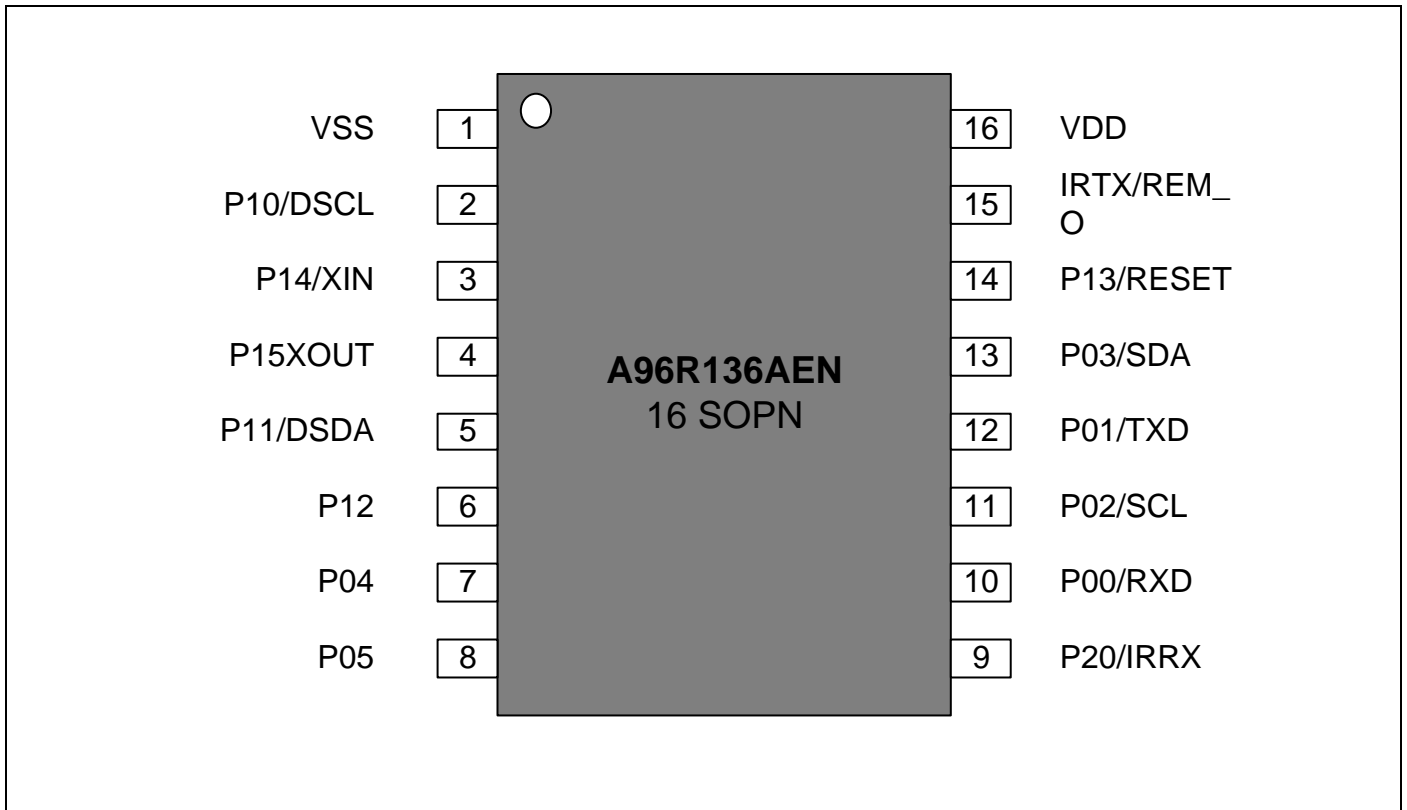 VSS 1 16 VDD
P10/DSCL 2 15 IRTX/REM_
O
P14/XIN 3 14 P13/RESET
P15XOUT 4 13 P03/SDA
A96R136AEN
16 SOPN
P11/DSDA 5 12 P01/TXD
P12 6 11 P02/SCL
P04 7 10 P00/RXD
P05 8 9 P20/IRRX